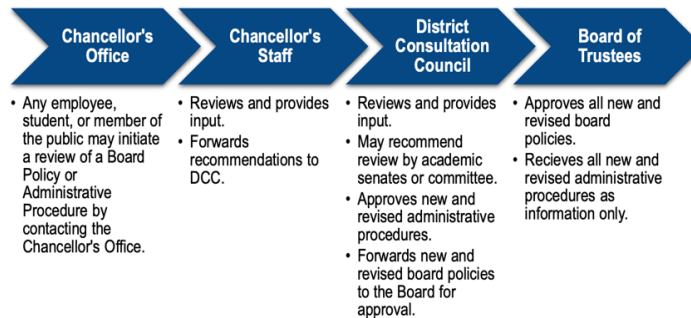 Chancellor's
Office
• Any employee,
student, or member of
the public may initiate
a review of a Board
Policy or
Administrative
Procedure by
contacting the
Chancellor's Office.
Chancellor's
Staff
• Reviews and provides
input.
• Forwards
recommendations to
DCC.
District
Consultation
Council
• Reviews and provides
input.
• May recommend
review by academic
senates or committee.
• Approves new and
revised administrative
procedures.
• Forwards new and
revised board policies
to the Board for
approval.
Board of
Trustees
• Approves all new and
revised board
policies.
• Recieves all new and
revised administrative
procedures as
information only.